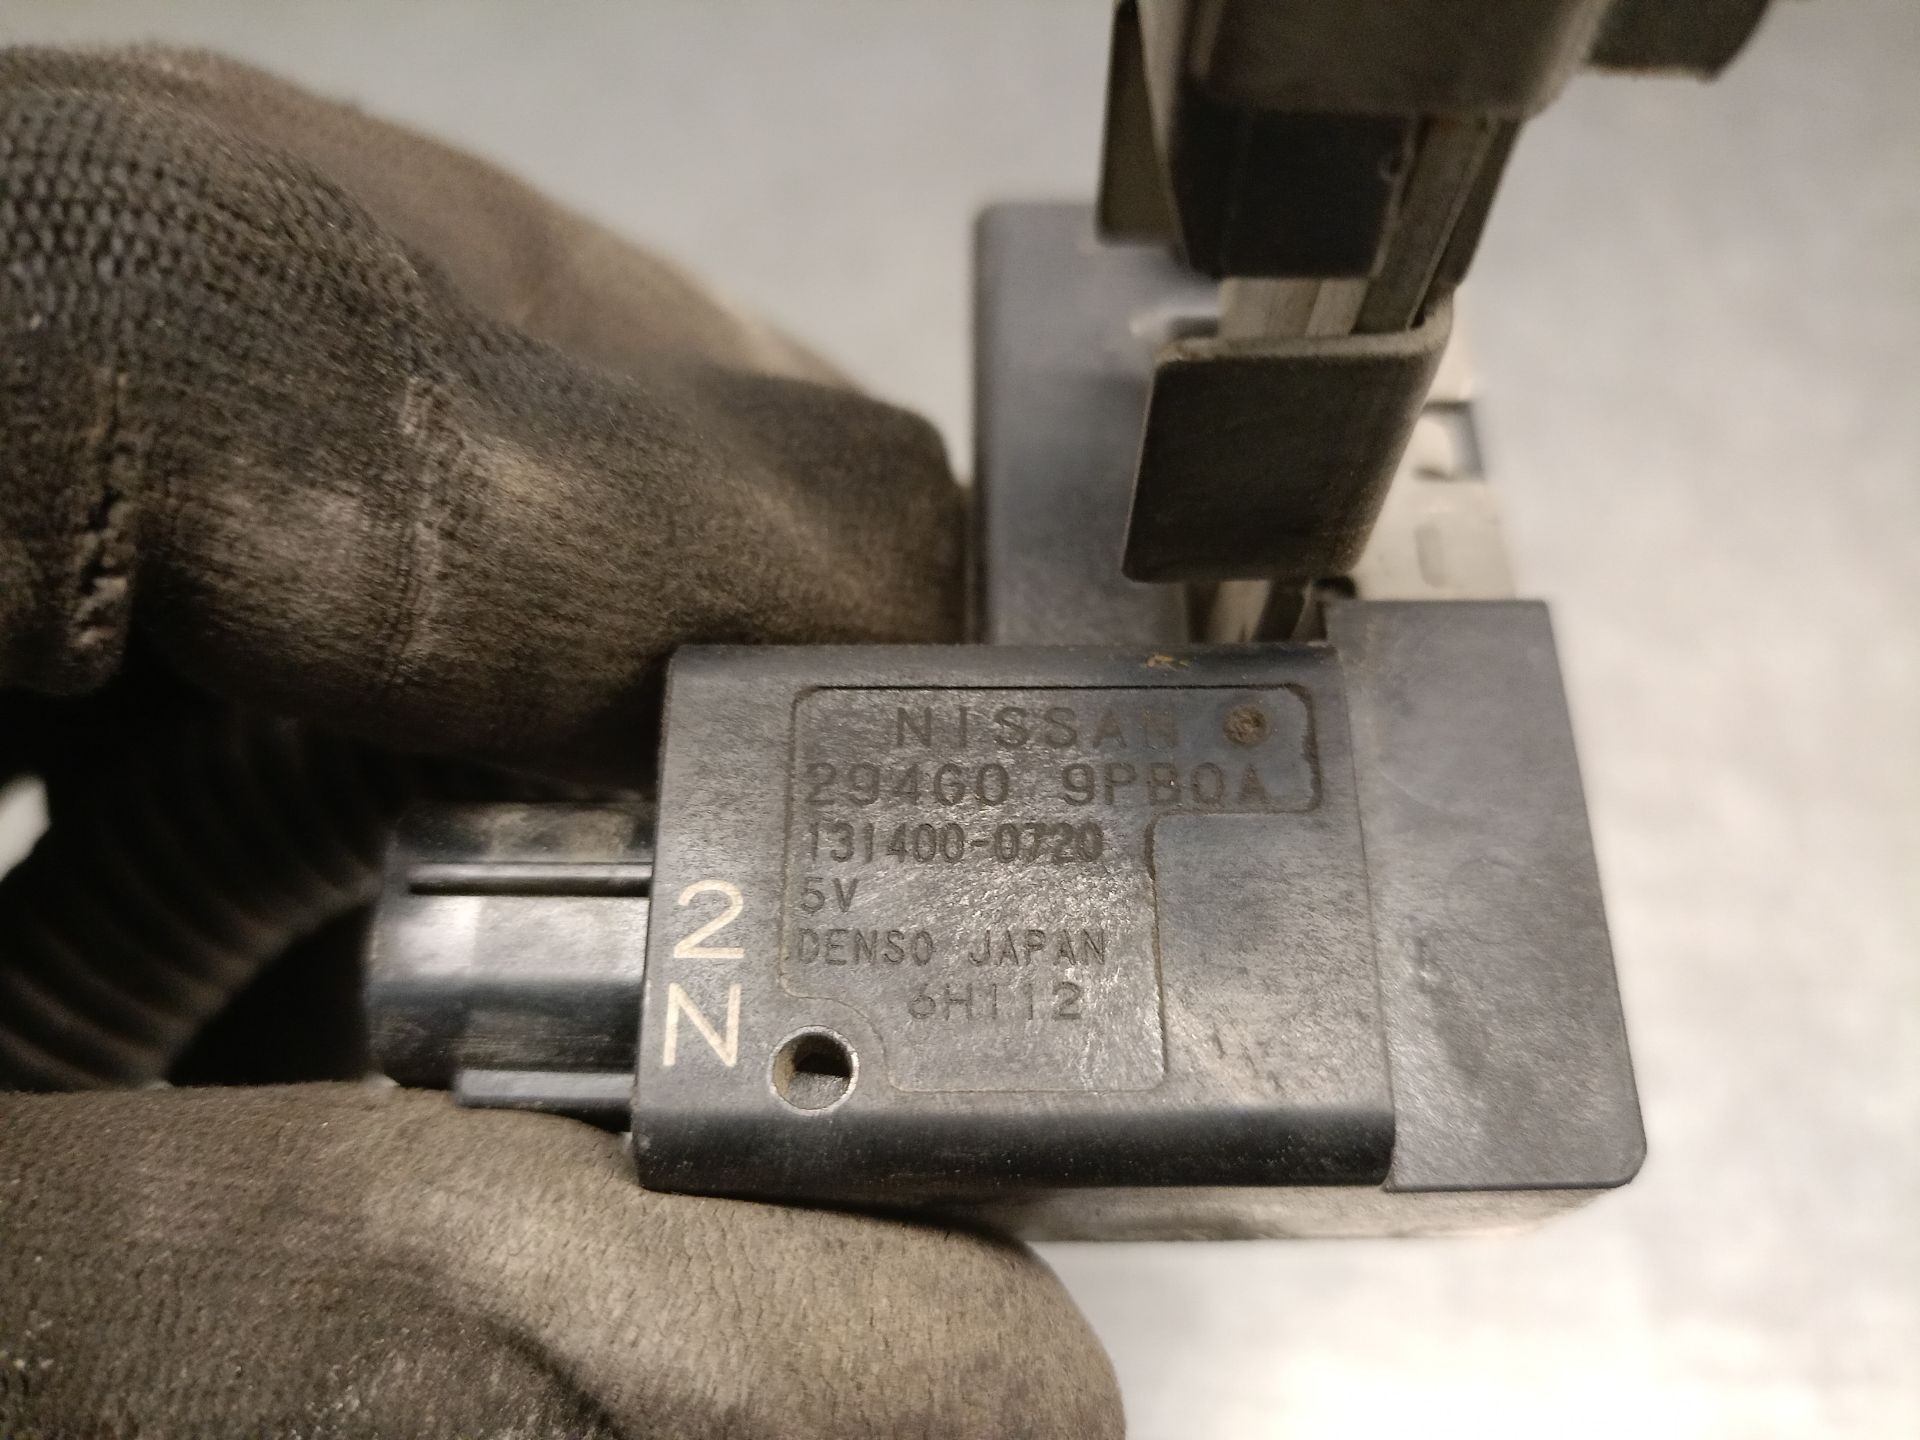 NISSAN
294G0 9PB0A
131400-0720
5V
DENSO JAPAN
6H112
2
N